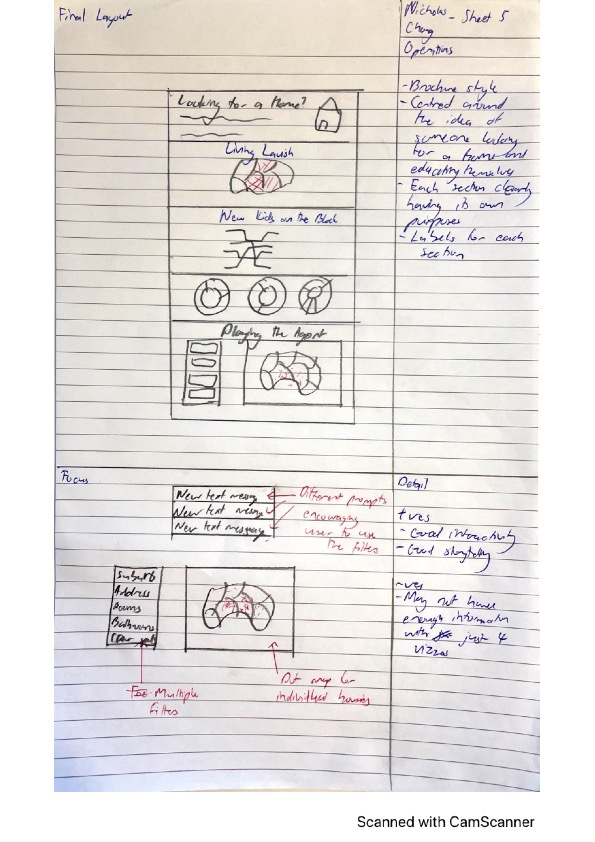 Final Layout
Nicholas - Sheet 5
Operations
Looking for a Home?
Living Lavish
New Kids on the Block
Playing the Agent
- Brochure style
- Centred around
the idea of
someone looking
for a home and
educating themselves
- Each section clearly
having its own
purposes
- Labels for each
section
Focus
New text message
New text message
New text message
Different prompts
encouraging
user to use
the filters
Suburb
Address
Rooms
Bathrooms
Multiple
Filters
Dot map for
individual housing
Detail
+ves
- Good interactivity
- Good storytelling
-ves
- May not have
enough information
with just 4
vizzes
Scanned with CamScanner